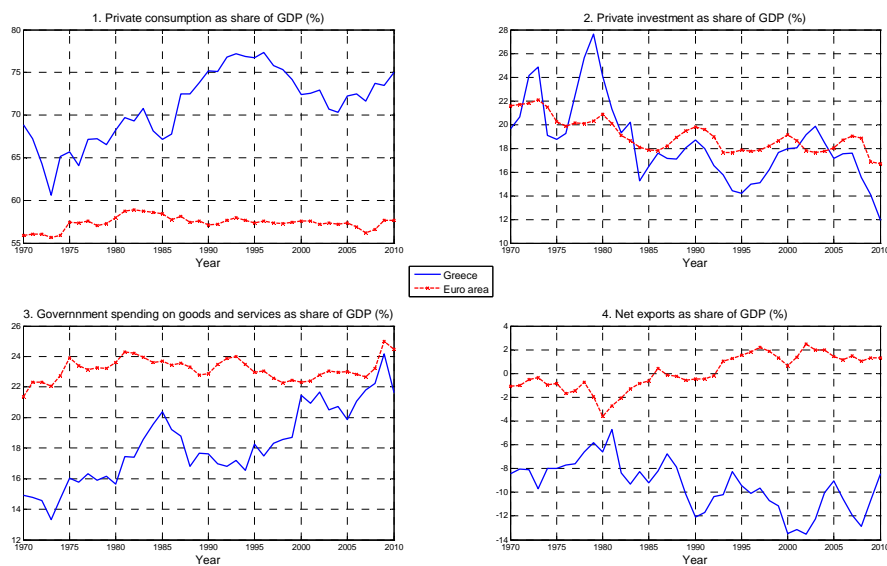 1. Private consumption as share of GDP (%)
80
75
70
65
60
55
1970 1975 1980 1985 1990 1995 2000 2005 2010
Year
2. Private investment as share of GDP (%)
28
26
24
22
20
18
16
14
12
10
1970 1975 1980 1985 1990 1995 2000 2005 2010
Year
Greece
Euro area
3. Governnment spending on goods and services as share of GDP (%)
26
24
22
20
18
16
14
12
1970 1975 1980 1985 1990 1995 2000 2005 2010
Year
4. Net exports as share of GDP (%)
4
2
0
-2
-4
-6
-8
-10
-12
-14
1970 1975 1980 1985 1990 1995 2000 2005 2010
Year